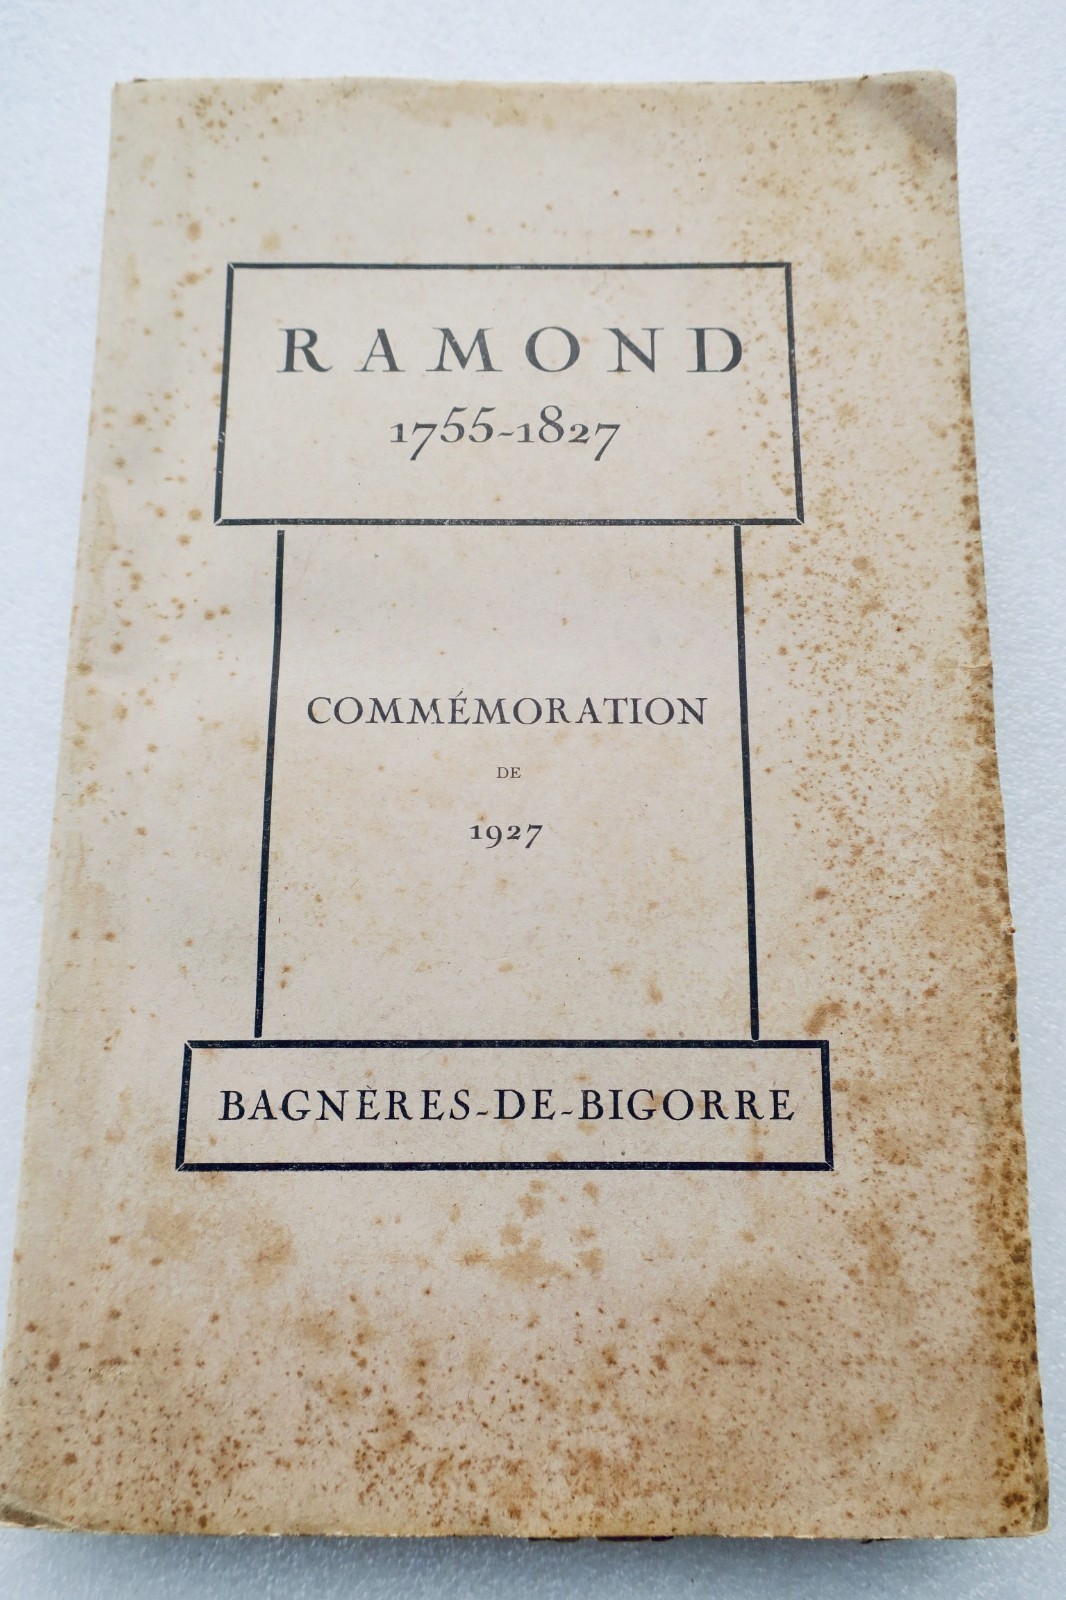 RAMOND
1755-1827
COMMÉMORATION
DE
1927
BAGNÈRES-DE-BIGORRE